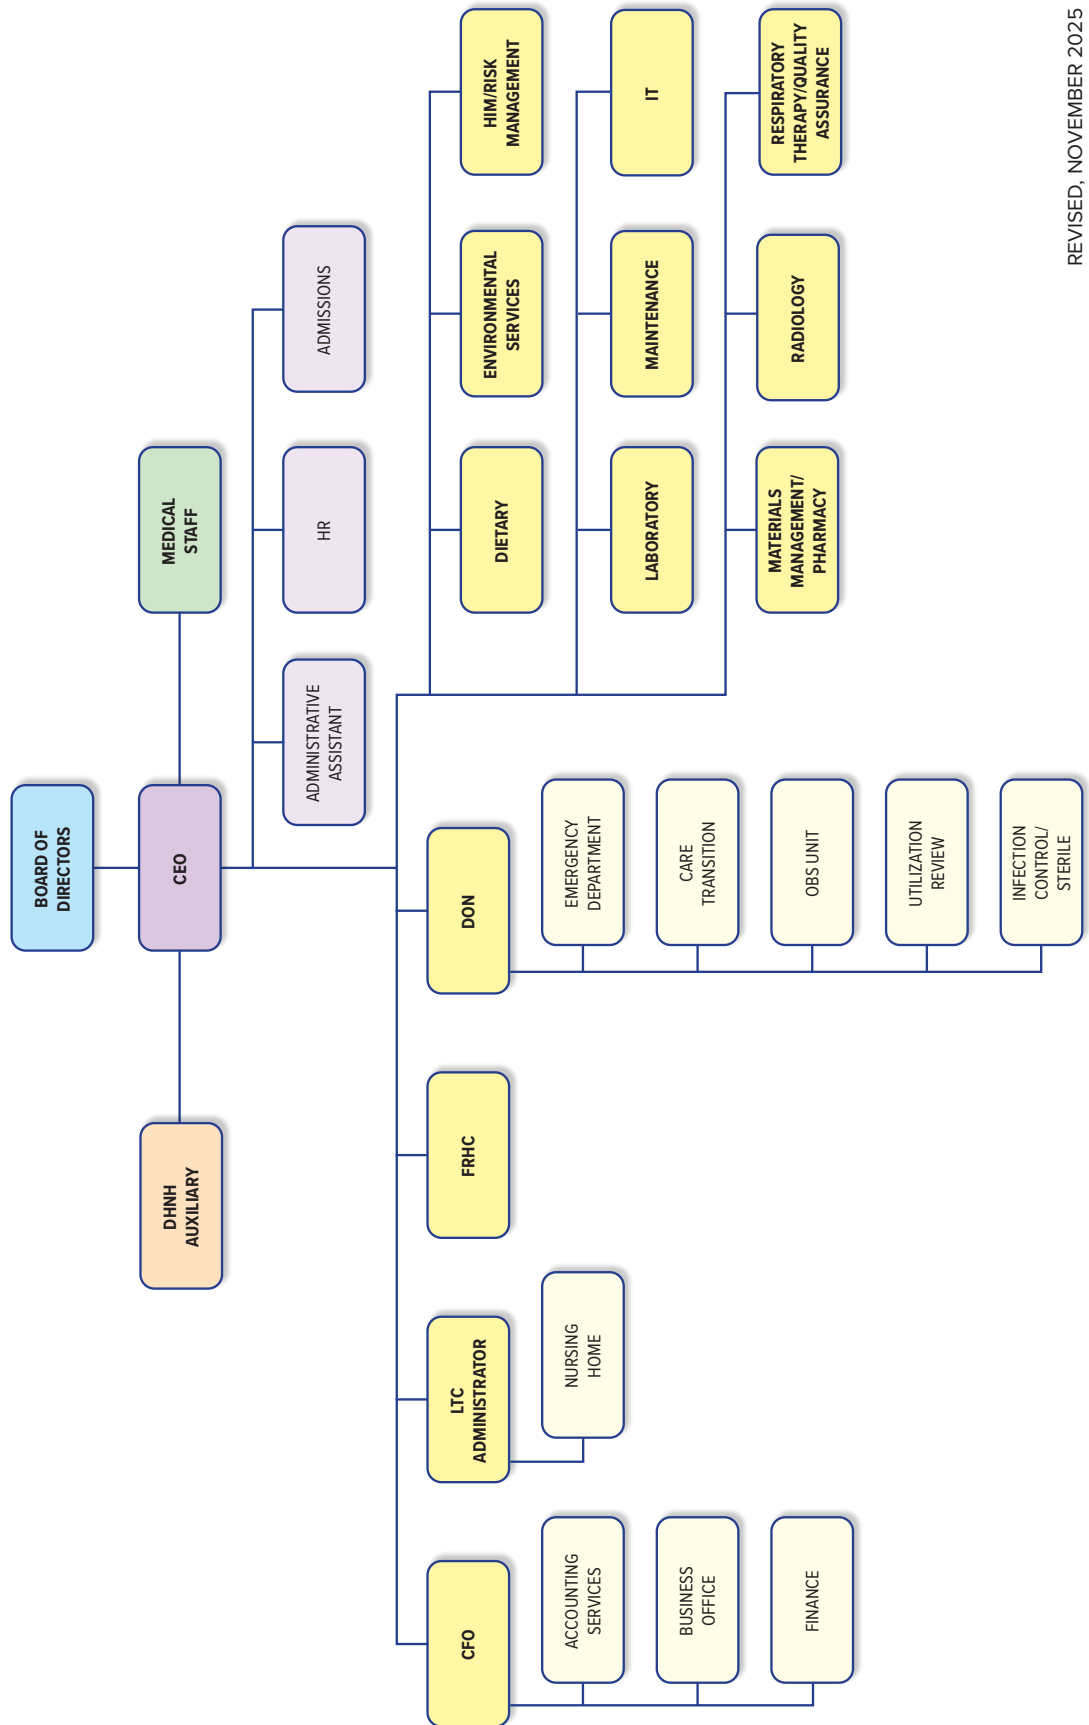 BOARD OF
DIRECTORS
DHNH
AUXILIARY
CEO
MEDICAL
STAFF
ADMINISTRATIVE
ASSISTANT
HR
ADMISSIONS
CFO
ACCOUNTING
SERVICES
BUSINESS
OFFICE
FINANCE
LTC
ADMINISTRATOR
NURSING
HOME
FRHC
DON
EMERGENCY
DEPARTMENT
CARE
TRANSITION
OBS UNIT
UTILIZATION
REVIEW
INFECTION
CONTROL/
STERILE
DIETARY
ENVIRONMENTAL
SERVICES
HIM/RISK
MANAGEMENT
LABORATORY
MAINTENANCE
IT
MATERIALS
MANAGEMENT/
PHARMACY
RADIOLOGY
RESPIRATORY
THERAPY/QUALITY
ASSURANCE
REVISED, NOVEMBER 2025